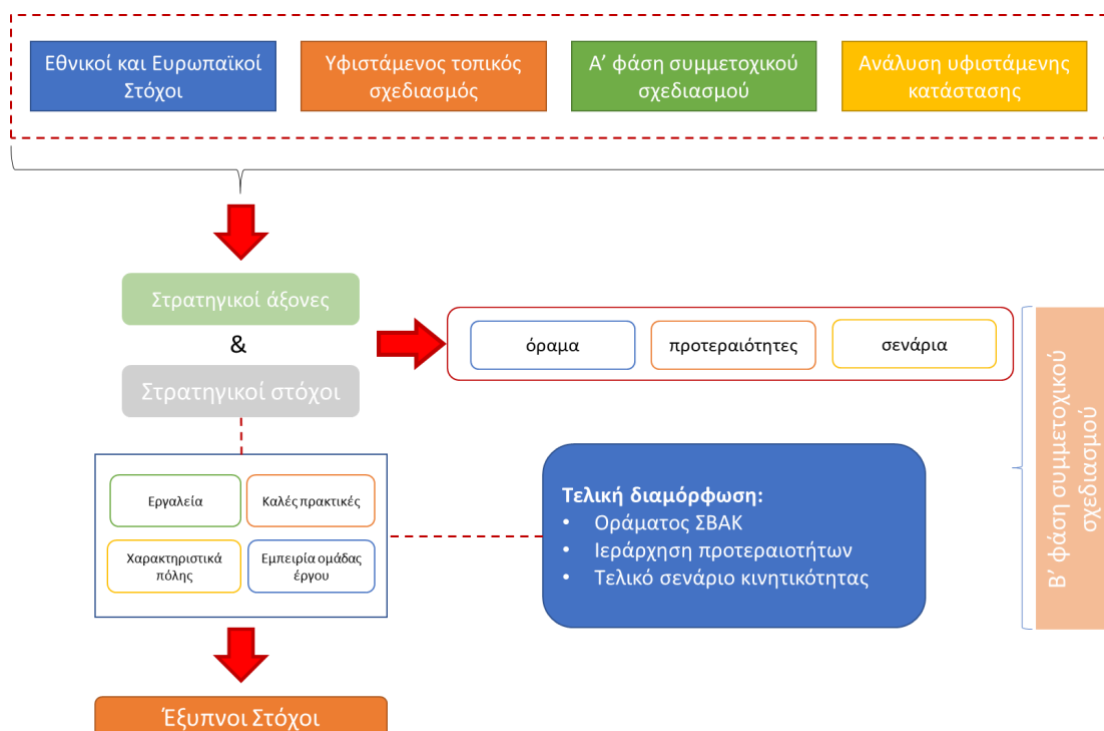 Εθνικοί και Ευρωπαϊκοί
Στόχοι
Υφιστάμενος τοπικός
σχεδιασμός
Α’ φάση συμμετοχικού
σχεδιασμού
Ανάλυση υφιστάμενης
κατάστασης
Στρατηγικοί άξονες
&
Στρατηγικοί στόχοι
όραμα
προτεραιότητες
σενάρια
Β’ φάση συμμετοχικού
σχεδιασμού
Εργαλεία
Καλές πρακτικές
Χαρακτηριστικά
πόλης
Εμπειρία ομάδας
έργου
Τελική διαμόρφωση:
• Οράματος ΣΒΑΚ
• Ιεράρχηση προτεραιοτήτων
• Τελικό σενάριο κινητικότητας
Έξυπνοι Στόχοι